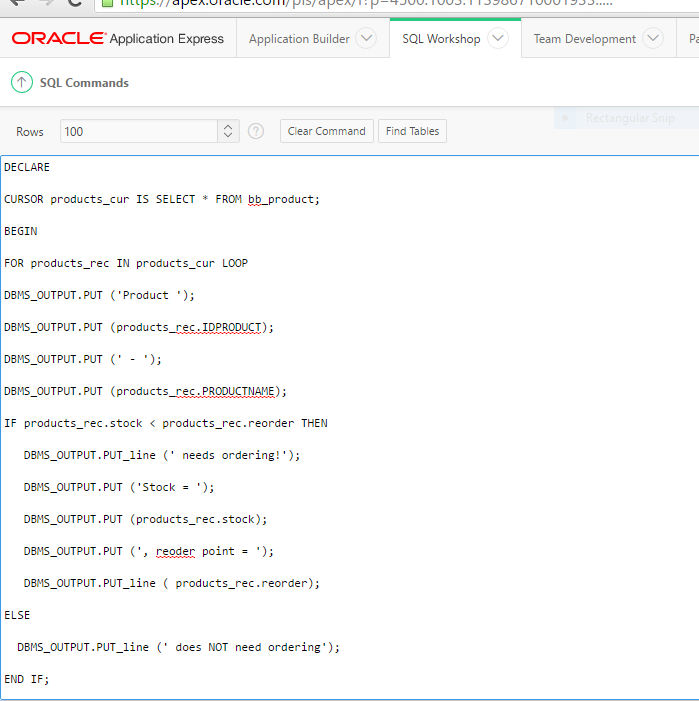 https://apex.oracle.com/pls/apex/f?p=4500:1003:113986710001933.....
ORACLE Application Express Application Builder SQL Workshop Team Development Pa
SQL Commands
Rectangular Snip
Rows 100 ? Clear Command Find Tables
DECLARE
CURSOR products_cur IS SELECT * FROM bb_product;
BEGIN
FOR products_rec IN products_cur LOOP
DBMS_OUTPUT.PUT ('Product ');
DBMS_OUTPUT.PUT (products_rec.IDPRODUCT);
DBMS_OUTPUT.PUT (' - ');
DBMS_OUTPUT.PUT (products_rec.PRODUCTNAME);
IF products_rec.stock < products_rec.reorder THEN
DBMS_OUTPUT.PUT_line (' needs ordering!');
DBMS_OUTPUT.PUT ('Stock = ');
DBMS_OUTPUT.PUT (products_rec.stock);
DBMS_OUTPUT.PUT (', reoder point = ');
DBMS_OUTPUT.PUT_line ( products_rec.reorder);
ELSE
DBMS_OUTPUT.PUT_line (' does NOT need ordering');
END IF;